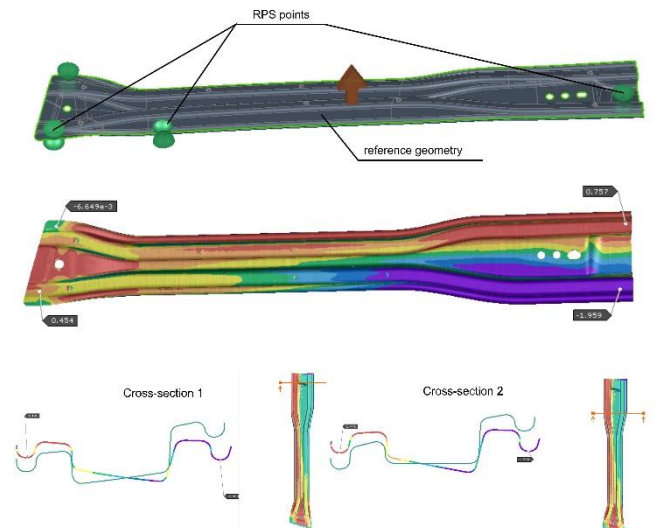 RPS points
reference geometry
-6.649e-3
0.757
0.454
-1.959
Cross-section 1
Cross-section 2